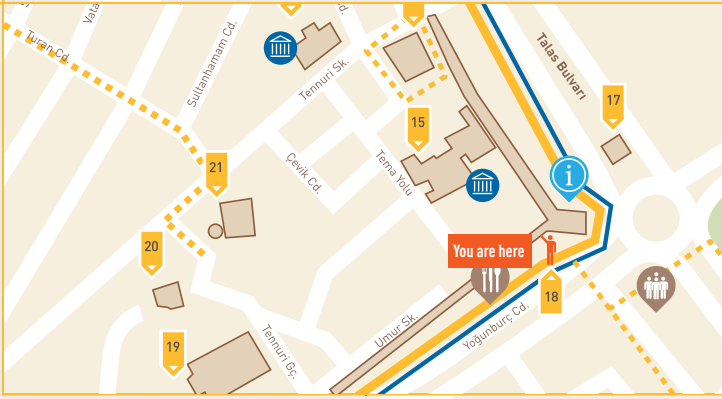 Turan Cd.
Sultanhamam Cd.
Tennuri Sk.
Talas Bulvarı
17
15
Çevik Cd.
Tema Yolu
21
i
20
You are here
18
19
Tennuri Gç.
Umur Sk.
Yoğunburç Cd.